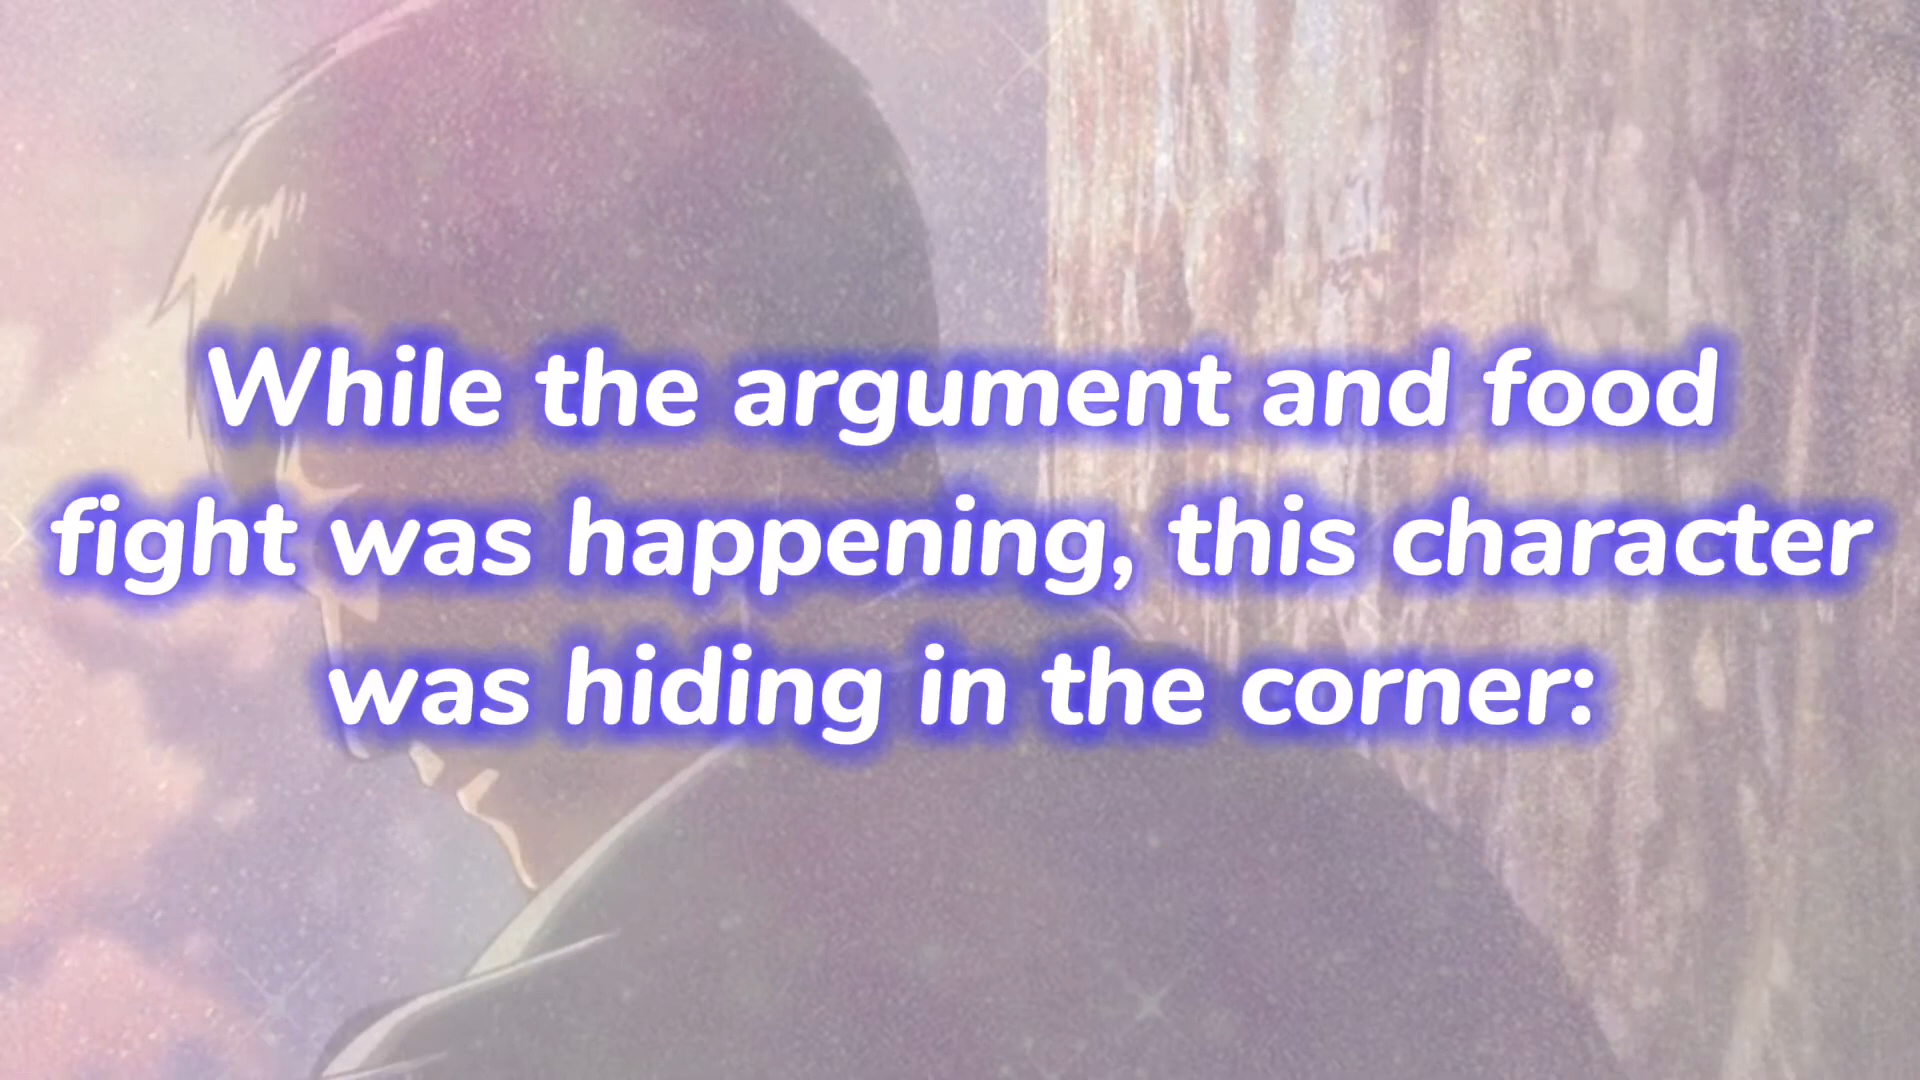 While the argument and food
fight was happening, this character
was hiding in the corner: